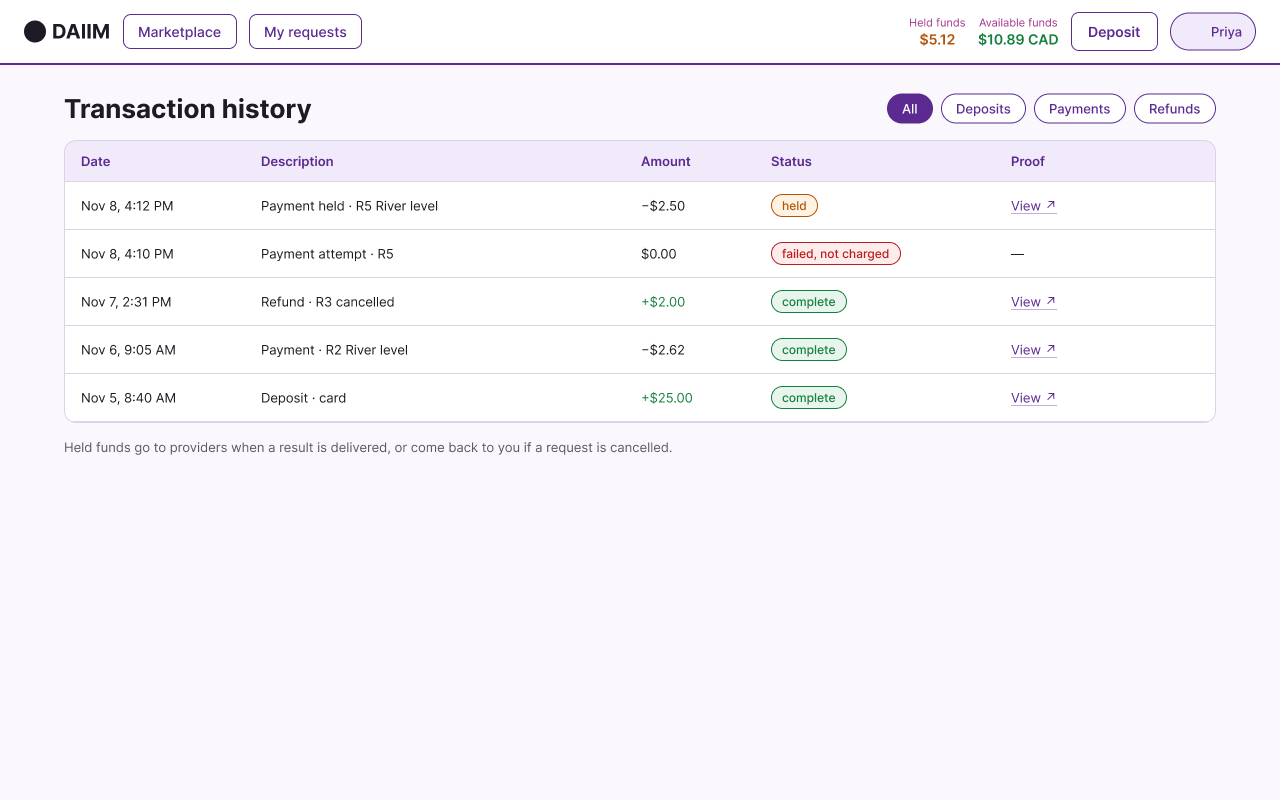 DAIIM Marketplace My requests Held funds Available funds Deposit Priya
$5.12 $10.89 CAD
Transaction history All Deposits Payments Refunds
Date Description Amount Status Proof
Nov 8, 4:12 PM Payment held · R5 River level −$2.50 held View ↗
Nov 8, 4:10 PM Payment attempt · R5 $0.00 failed, not charged —
Nov 7, 2:31 PM Refund · R3 cancelled +$2.00 complete View ↗
Nov 6, 9:05 AM Payment · R2 River level −$2.62 complete View ↗
Nov 5, 8:40 AM Deposit · card +$25.00 complete View ↗
Held funds go to providers when a result is delivered, or come back to you if a request is cancelled.